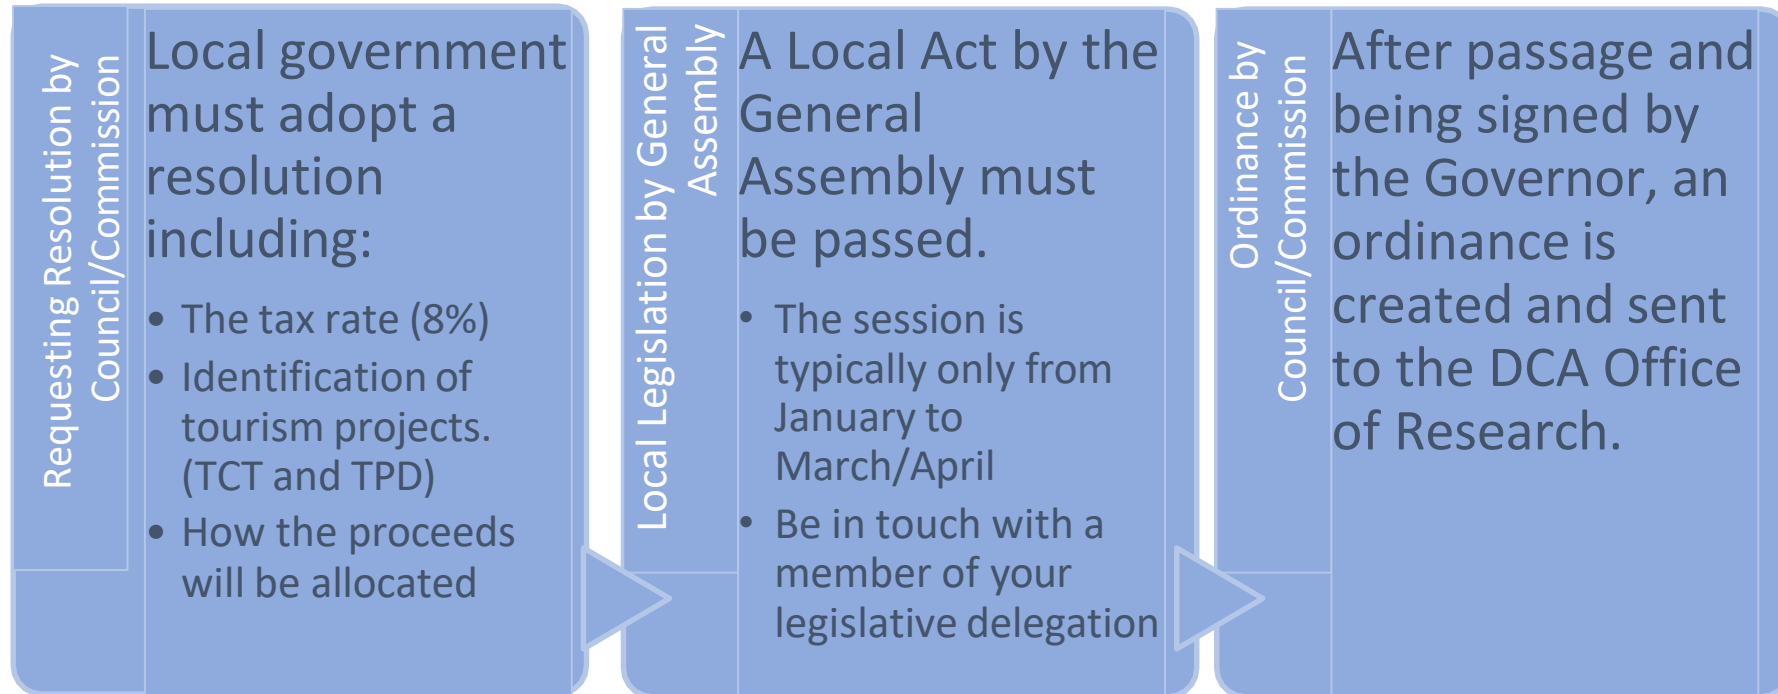 Requesting Resolution by
Council/Commission
Local government
must adopt a
resolution
including:
• The tax rate (8%)
• Identification of
tourism projects.
(TCT and TPD)
• How the proceeds
will be allocated
Local Legislation by General
Assembly
A Local Act by the
General
Assembly must
be passed.
• The session is
typically only from
January to
March/April
• Be in touch with a
member of your
legislative delegation
Ordinance by
Council/Commission
After passage and
being signed by
the Governor, an
ordinance is
created and sent
to the DCA Office
of Research.